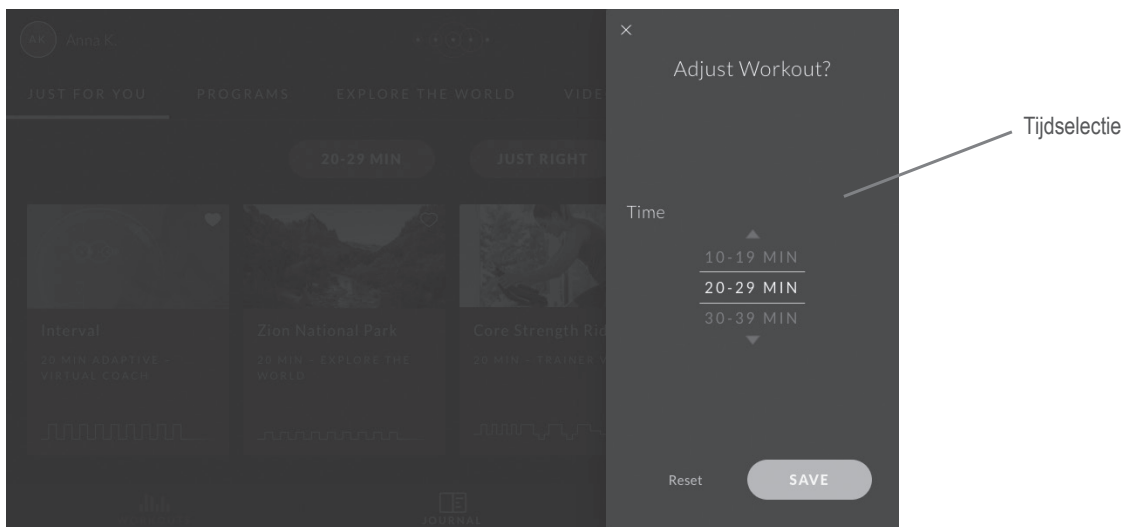 AK Anna K.
JUST FOR YOU PROGRAMS EXPLORE THE WORLD VIDE
20-29 MIN JUST RIGHT
Interval
20 MIN ADAPTIVE -
VIRTUAL COACH
Zion National Park
20 MIN - EXPLORE THE
WORLD
Core Strength Rid
20 MIN - TRAINER V
JOURNAL
Adjust Workout?
Time
10-19 MIN
20-29 MIN
30-39 MIN
Reset SAVE
Tijdselectie